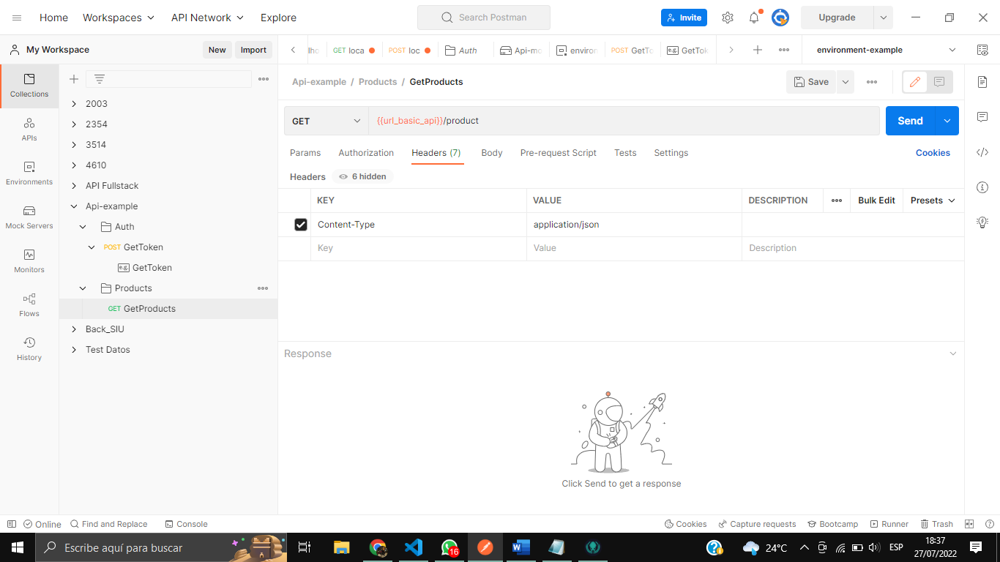 Home Workspaces API Network Explore Search Postman Invite Upgrade
My Workspace New Import
lho GET loca POST loc Auth Api-mo environ POST GetTo e.g. GetTok environment-example
Collections
APIs
Environments
Mock Servers
Monitors
Flows
History
2003
2354
3514
4610
API Fullstack
Api-example
Auth
POST GetToken
e.g. GetToken
Products
GET GetProducts
Back_SIU
Test Datos
Api-example / Products / GetProducts Save
GET {{url_basic_api}}/product Send
Params Authorization Headers (7) Body Pre-request Script Tests Settings Cookies
Headers 6 hidden
KEY VALUE DESCRIPTION Bulk Edit Presets
Content-Type application/json
Key Value Description
Response
Click Send to get a response
Online Find and Replace Console Cookies Capture requests Bootcamp Runner Trash
Escribe aquí para buscar 16 24°C ESP 18:37
27/07/2022